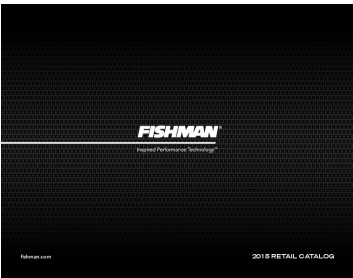 FISHMAN®
Inspired Performance Technology™
fishman.com
2015 RETAIL CATALOG